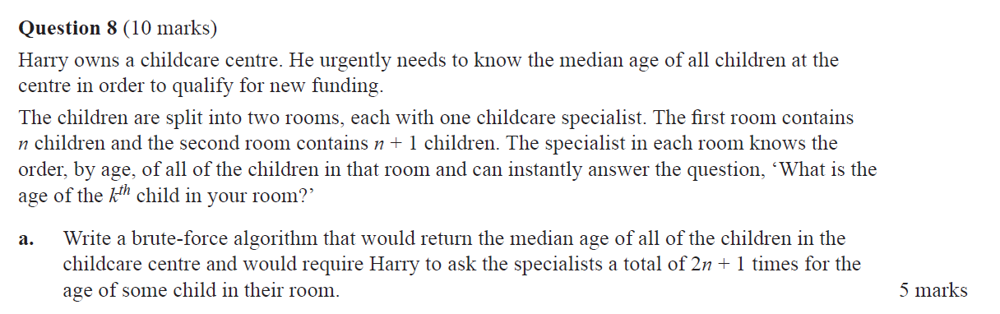 Question 8 (10 marks)
Harry owns a childcare centre. He urgently needs to know the median age of all children at the
centre in order to qualify for new funding.
The children are split into two rooms, each with one childcare specialist. The first room contains
n children and the second room contains n + 1 children. The specialist in each room knows the
order, by age, of all of the children in that room and can instantly answer the question, ‘What is the
age of the kth child in your room?’
a. Write a brute-force algorithm that would return the median age of all of the children in the
childcare centre and would require Harry to ask the specialists a total of 2n + 1 times for the
age of some child in their room. 5 marks